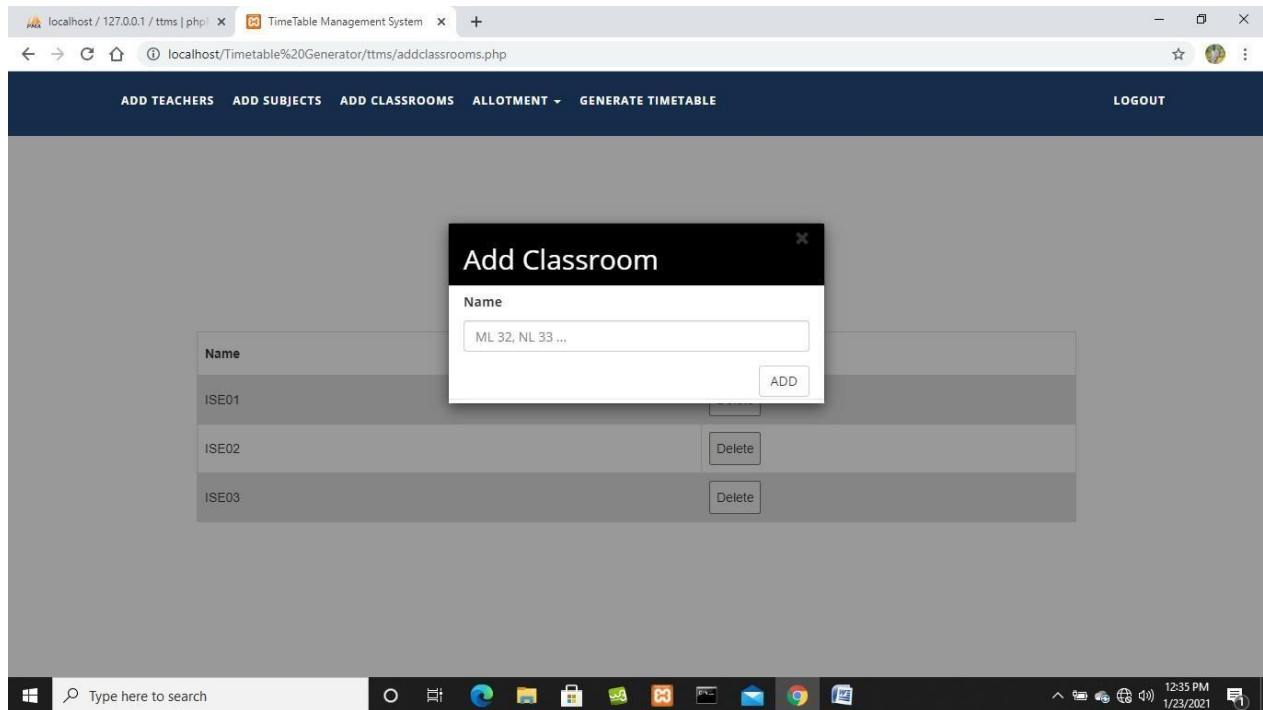 localhost / 127.0.0.1 / ttms | php
TimeTable Management System
localhost/Timetable%20Generator/ttms/addclassrooms.php
ADD TEACHERS ADD SUBJECTS ADD CLASSROOMS ALLOTMENT GENERATE TIMETABLE LOGOUT
Add Classroom
Name
ML 32, NL 33 ...
ADD
Name
ISE01
ISE02 Delete
ISE03 Delete
Type here to search
12:35 PM
1/23/2021